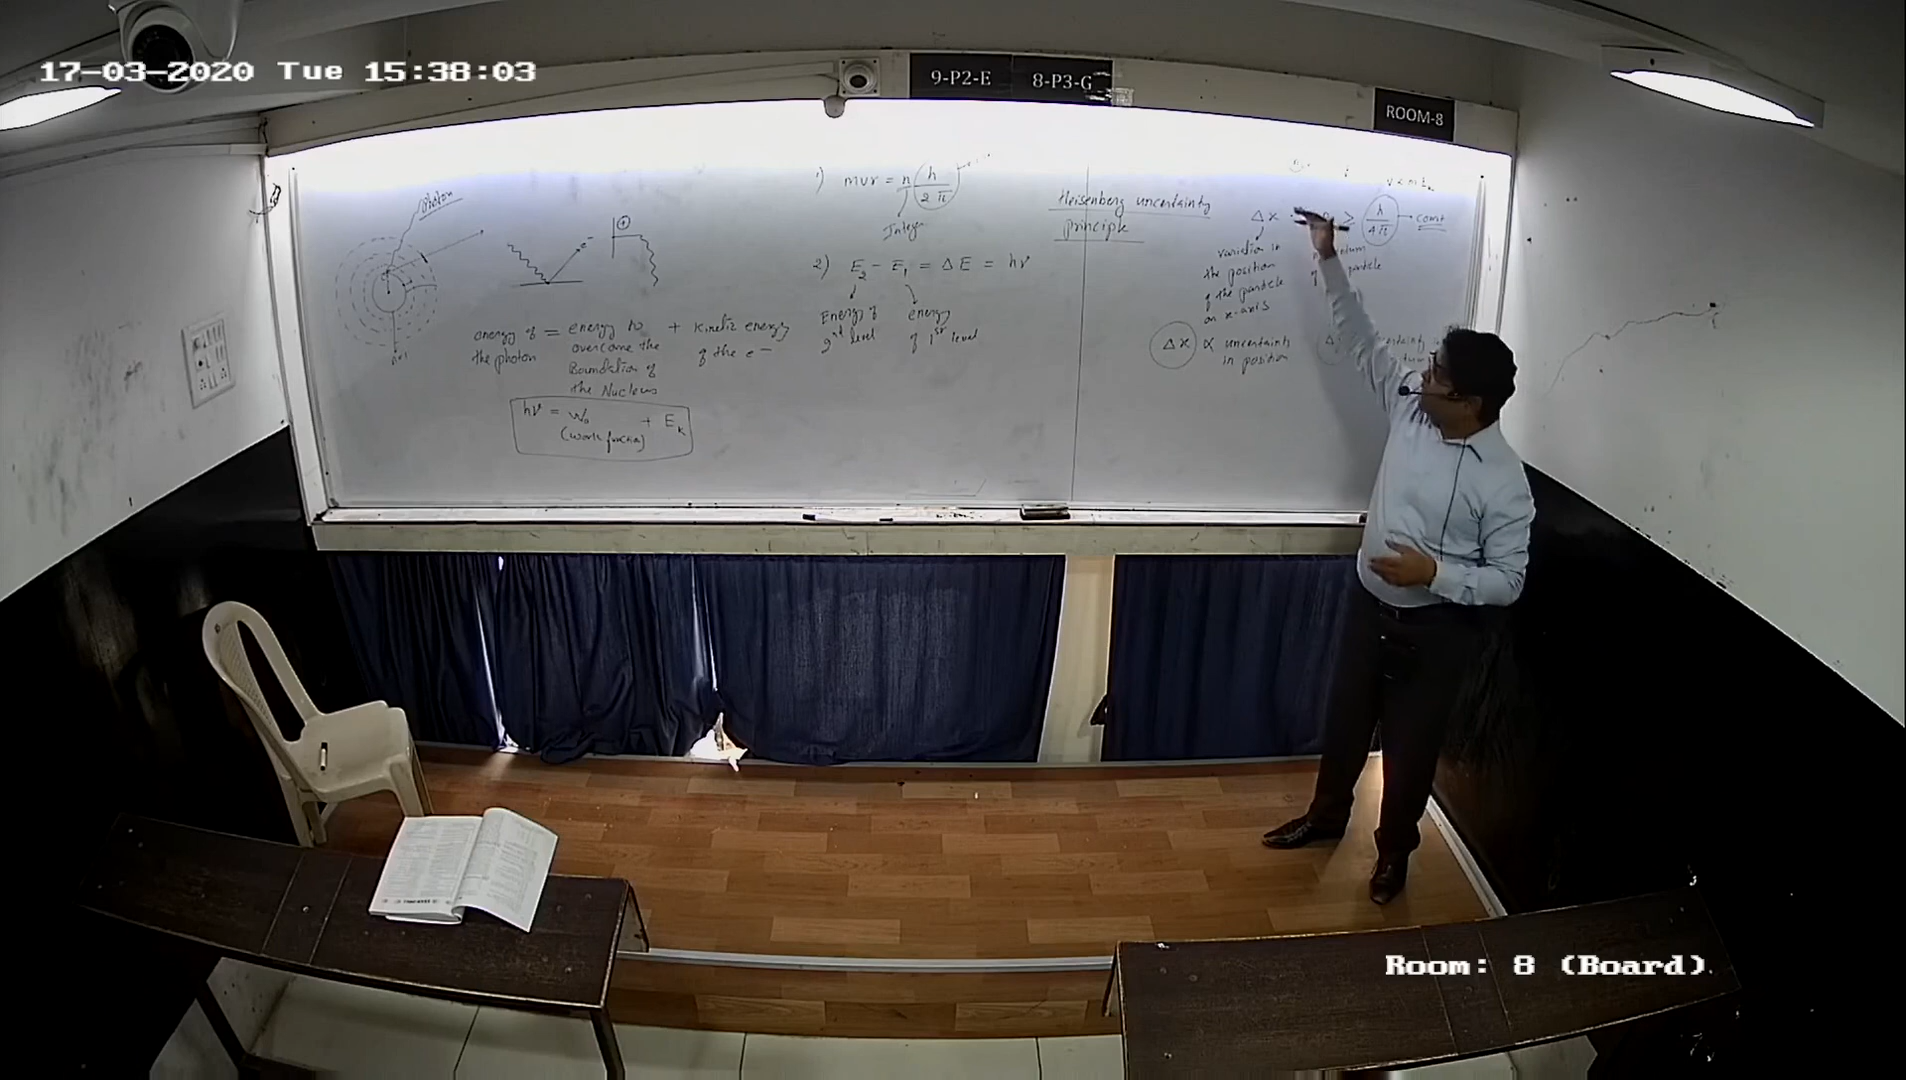 17-03-2020 Tue 15:38:03
9-P2-E 8-P3-G
ROOM-8
photon
n=1
e-
energy of = energy to + kinetic energy
the photon overcome the of the e-
Boundation of
the Nucleus
hν = W₀ + Eₖ
(work function)
1) mvr = n h
2π
Integer
2) E₂ - E₁ = ΔE = hν
Energy of energy
2nd level of 1st level
Heisenberg uncertainty
principle
Δx ≥ h → const
4π
variation in
the position
of the particle
on x-axis
particle
Δx ∝ uncertainty
in position
Room: 8 (Board)